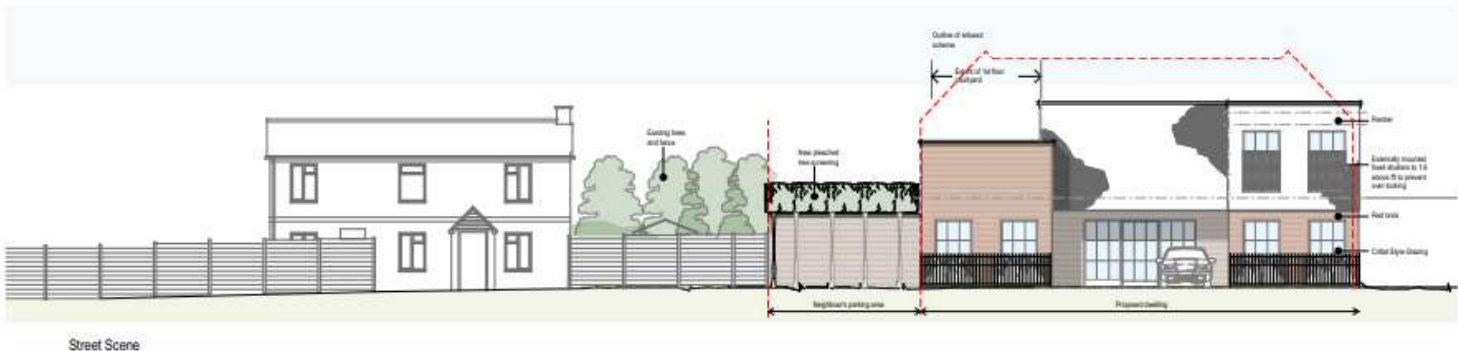 Outline of refused
scheme
Extent of 1st floor
courtyard
Existing trees
and fence
New pleached
tree screening
Render
Externally mounted
fixed shutters to 1.6
above ffl to prevent
over looking
Red brick
Crittal Style Glazing
Neighbour's parking area
Proposed dwelling
Street Scene